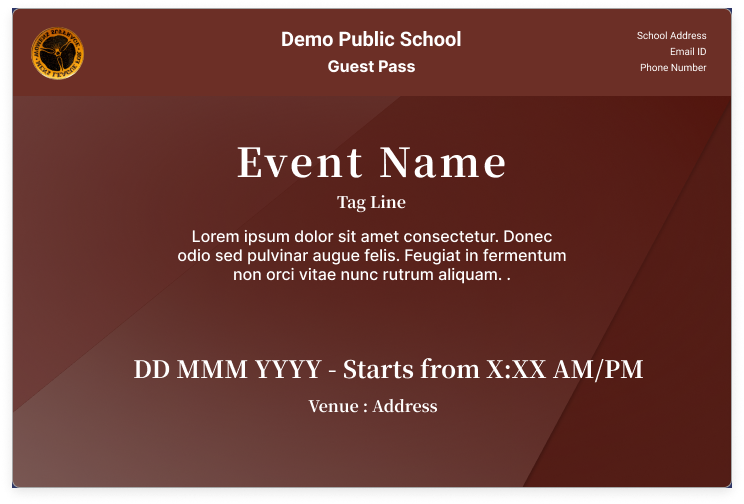 Demo Public School
Guest Pass
School Address
Email ID
Phone Number
Event Name
Tag Line
Lorem ipsum dolor sit amet consectetur. Donec
odio sed pulvinar augue felis. Feugiat in fermentum
non orci vitae nunc rutrum aliquam. .
DD MMM YYYY - Starts from X:XX AM/PM
Venue : Address